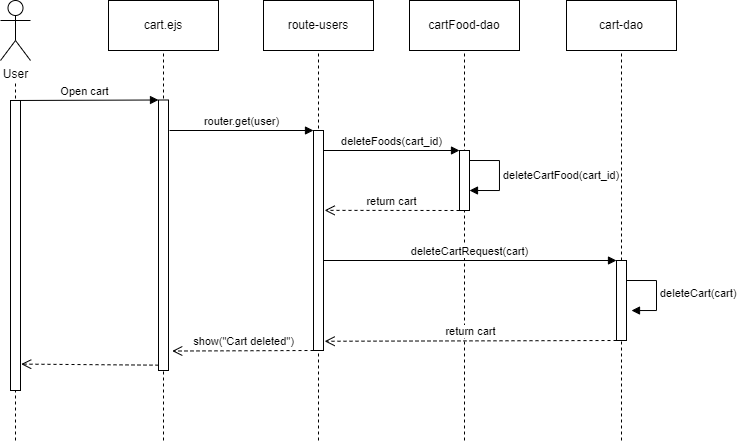 cart.ejs
route-users
cartFood-dao
cart-dao
User
Open cart
router.get(user)
deleteFoods(cart_id)
deleteCartFood(cart_id)
return cart
deleteCartRequest(cart)
deleteCart(cart)
return cart
show("Cart deleted")